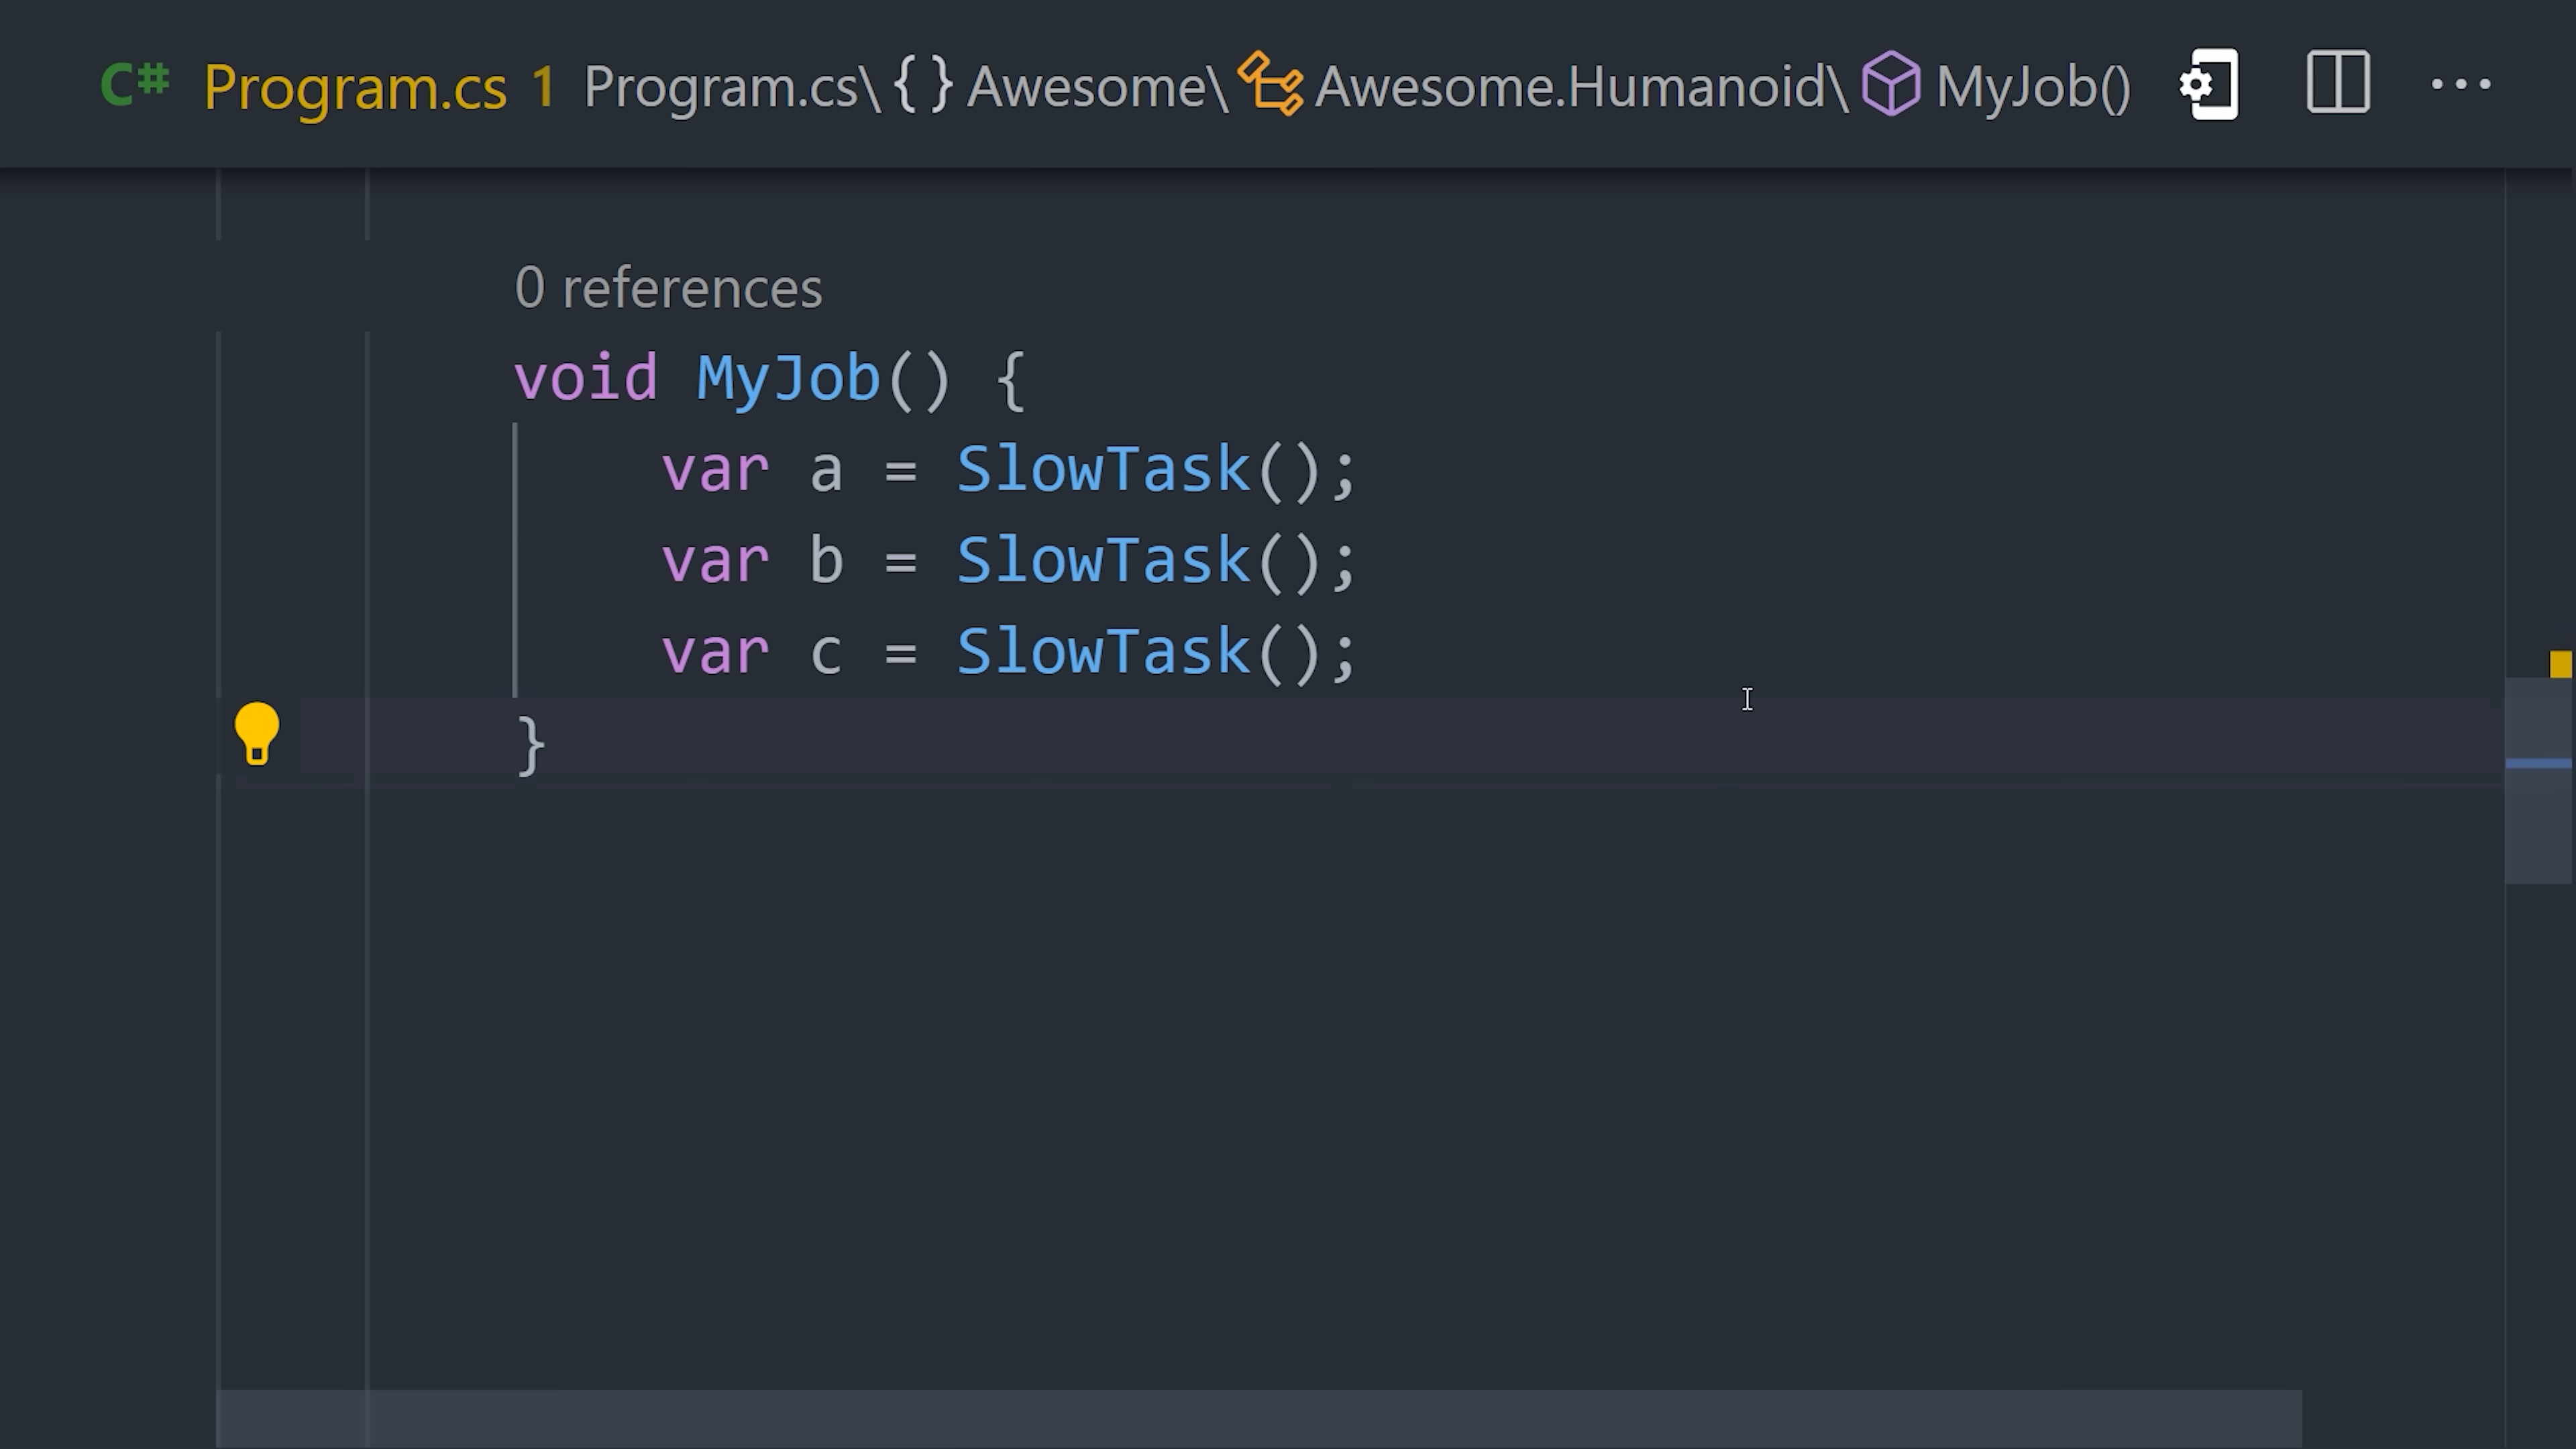 C# Program.cs 1 Program.cs\{} Awesome\ Awesome.Humanoid\ MyJob() ...
0 references
void MyJob() {
var a = SlowTask();
var b = SlowTask();
var c = SlowTask();
}